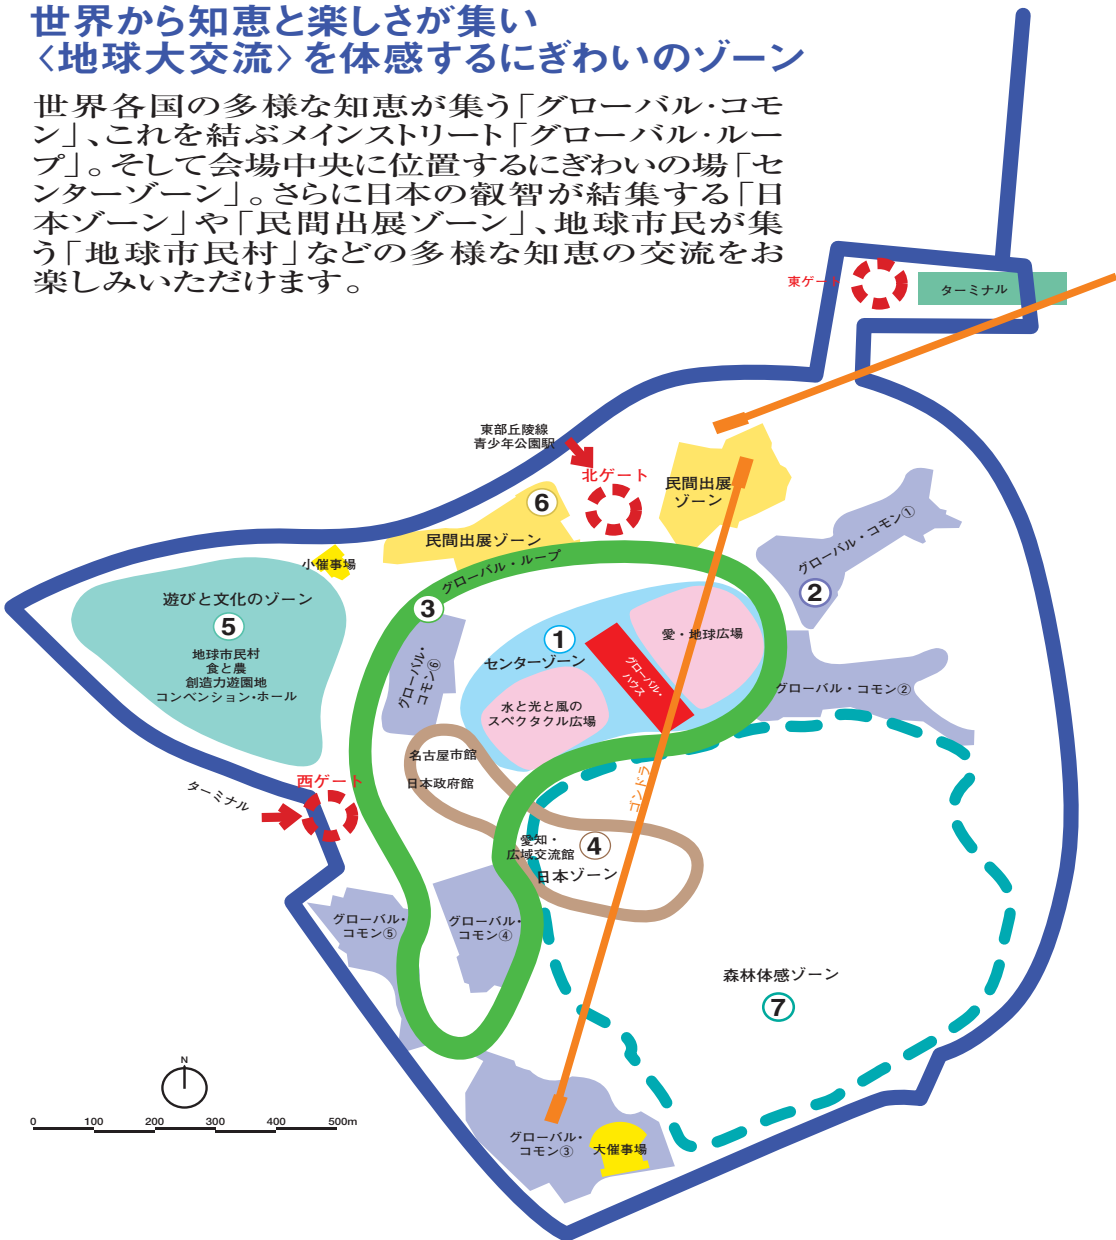 世界から知恵と楽しさが集い
〈地球大交流〉を体感するにぎわいのゾーン
世界各国の多様な知恵が集う「グローバル･コモ
ン」､これを結ぶメインストリート「グローバル･ルー
プ」｡そして会場中央に位置するにぎわいの場「セ
ンターゾーン」｡さらに日本の叡智が結集する「日
本ゾーン」や「民間出展ゾーン」､地球市民が集
う「地球市民村」などの多様な知恵の交流をお
楽しみいただけます｡
東ゲート
ターミナル
東部丘陵線
青少年公園駅
北ゲート
民間出展
ゾーン
6
民間出展ゾーン
グローバル・コモン①
2
小催事場
グローバル・ループ
3
遊びと文化のゾーン
5
地球市民村
食と農
創造力遊園地
コンベンション･ホール
1
センターゾーン
愛・地球広場
グローバル・
ハウス
水と光と風の
スペクタクル広場
グローバル・
コモン⑥
グローバル・コモン②
名古屋市館
日本政府館
西ゲート
ターミナル
ゴンドラ
愛知・
広域交流館
4
日本ゾーン
グローバル・
コモン⑤
グローバル・
コモン④
森林体感ゾーン
7
N
0 100 200 300 400 500m
グローバル・
コモン③
大催事場